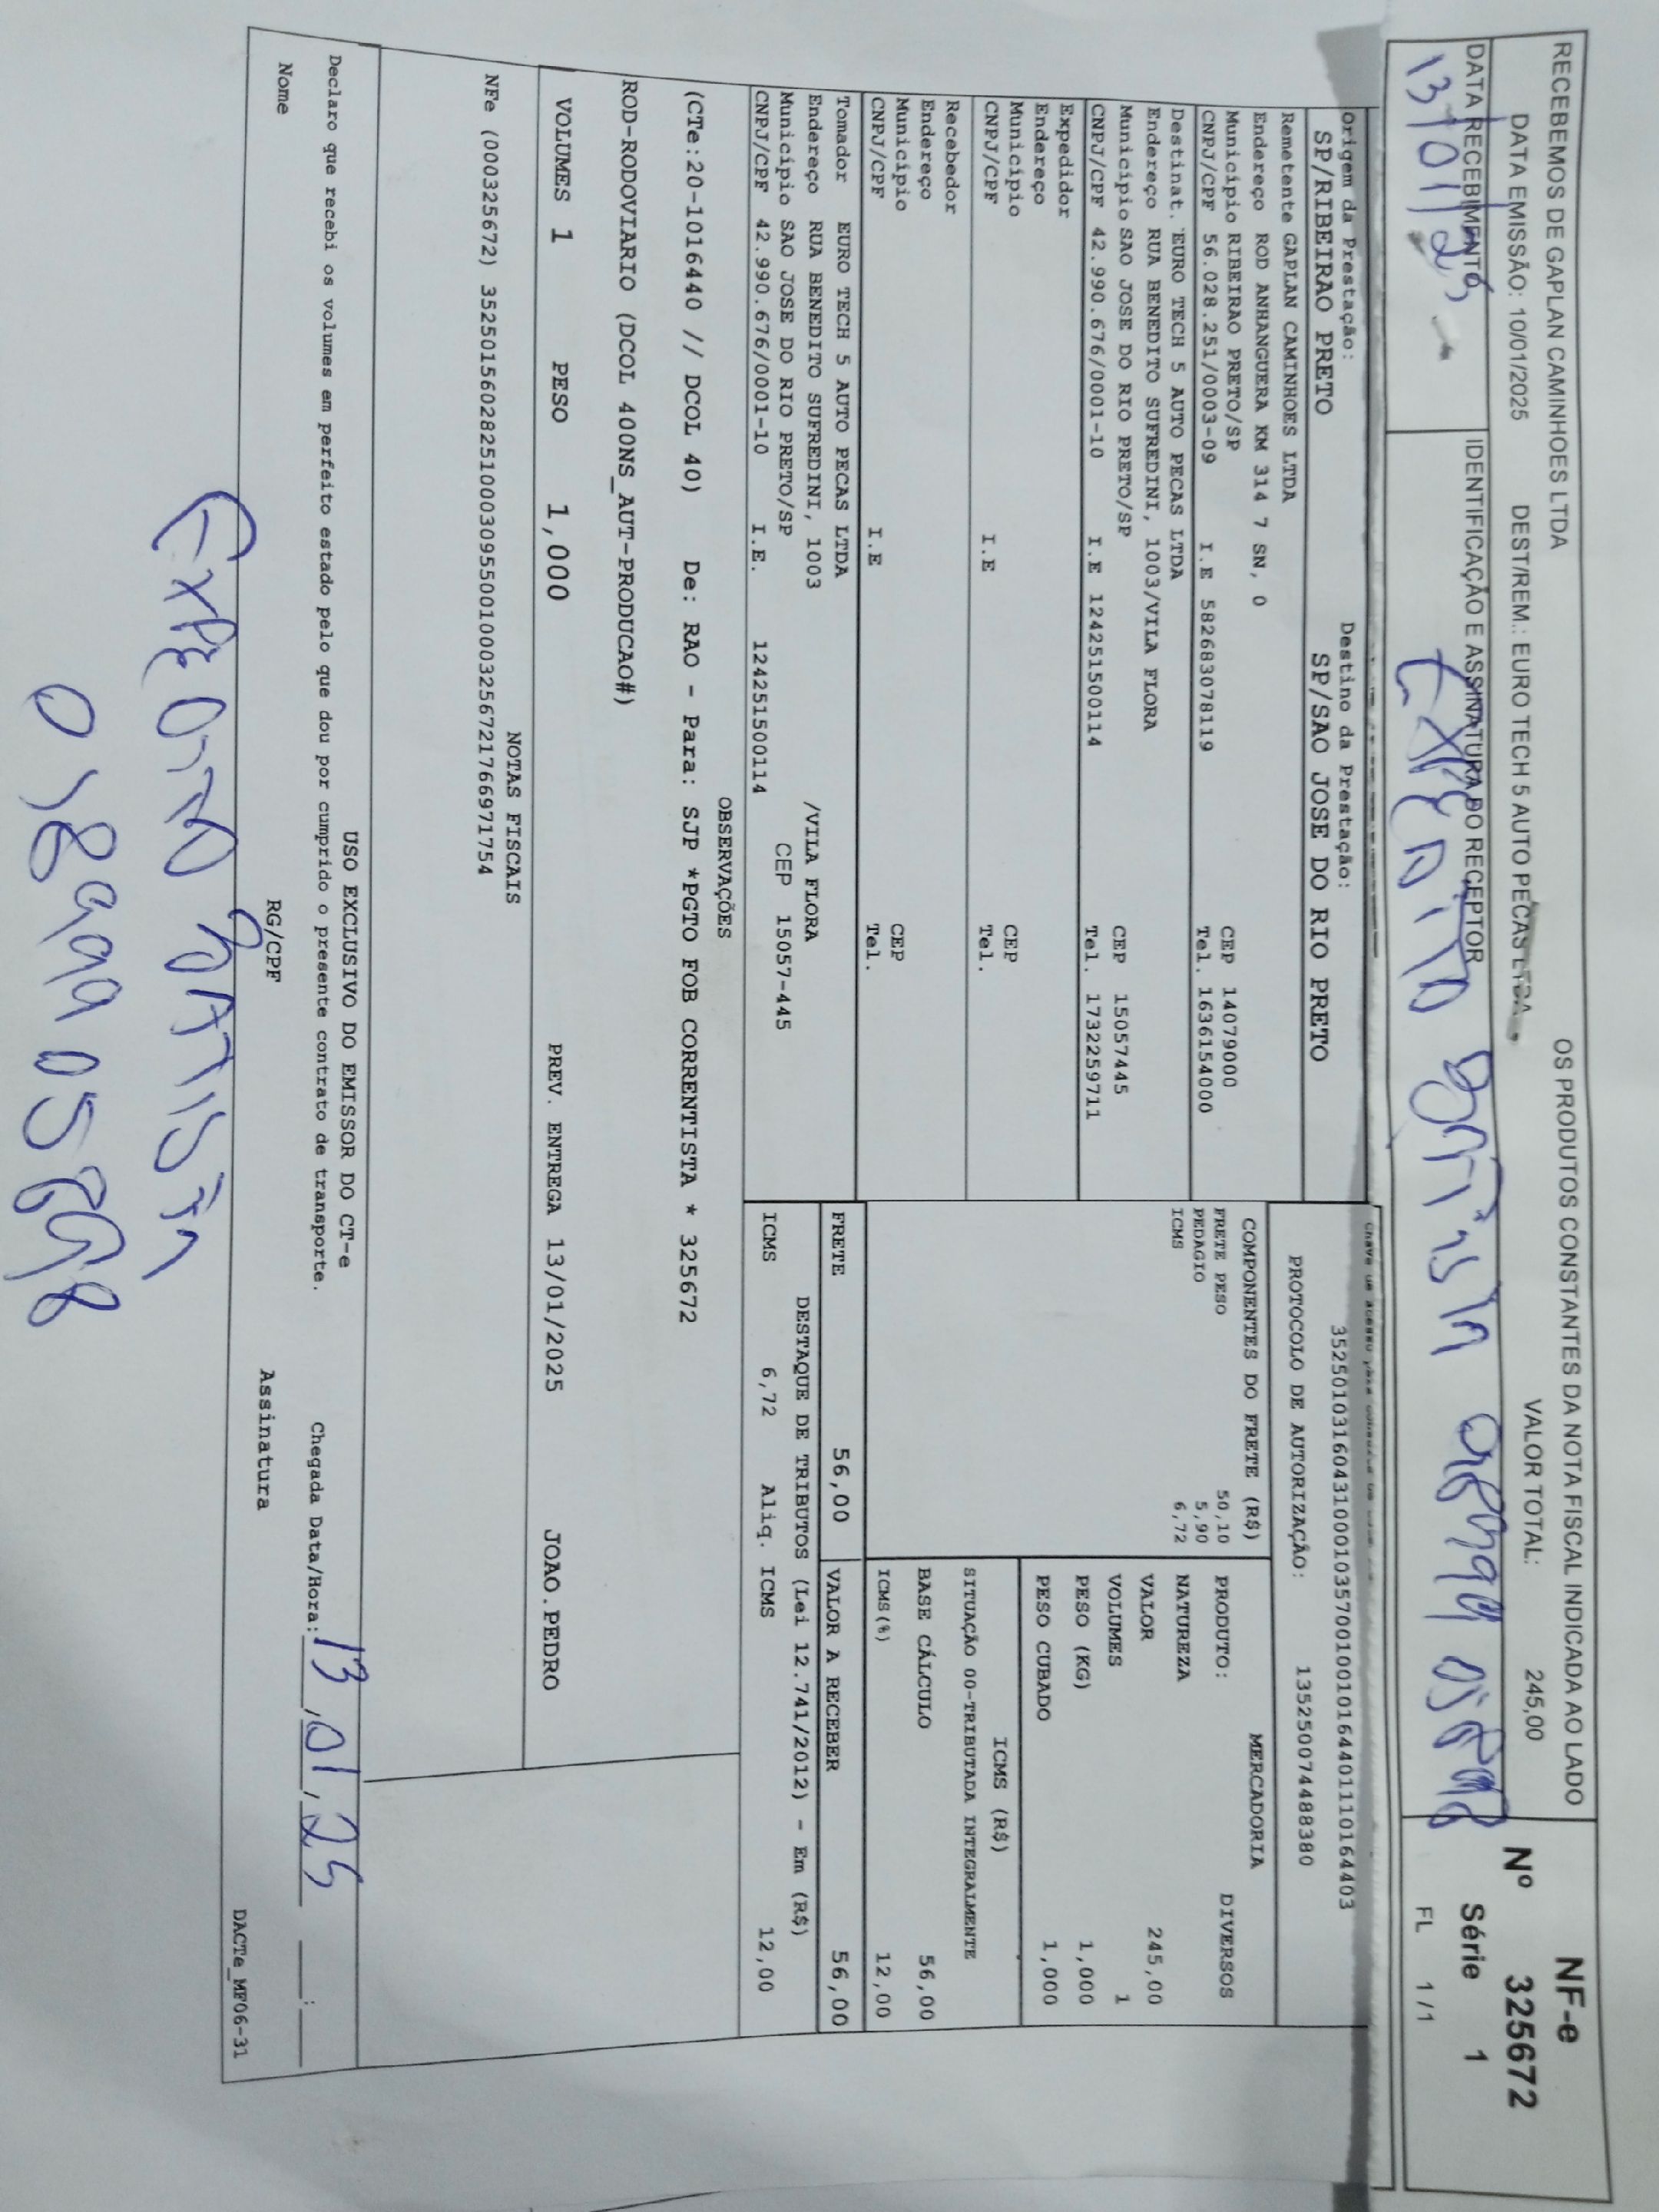 RECEBEMOS DE GAPLAN CAMINHOES LTDA OS PRODUTOS CONSTANTES DA NOTA FISCAL INDICADA AO LADO
DATA EMISSÃO: 10/01/2025 DEST/REM.: EURO TECH 5 AUTO PECAS LTDA VALOR TOTAL: 245,00
DATA RECEBIMENTO IDENTIFICAÇÃO E ASSINATURA DO RECEPTOR
13/01/25
NF-e
Nº 325672
Série 1
FL 1 / 1
Origem da Prestação: Destino da Prestação:
SP/RIBEIRAO PRETO SP/SAO JOSE DO RIO PRETO
Remetente GAPLAN CAMINHOES LTDA
Endereço ROD ANHANGUERA KM 314 7 SN, 0
Município RIBEIRAO PRETO/SP CEP 14079000
CNPJ/CPF 56.028.251/0003-09 I.E 582683078119 Tel. 1636154000
Destinat. EURO TECH 5 AUTO PECAS LTDA
Endereço RUA BENEDITO SUFREDINI, 1003/VILA FLORA
Município SAO JOSE DO RIO PRETO/SP CEP 15057445
CNPJ/CPF 42.990.676/0001-10 I.E 124251500114 Tel. 1732259711
Expedidor
Endereço
Município CEP
CNPJ/CPF I.E Tel.
Recebedor
Endereço
Município CEP
CNPJ/CPF I.E Tel.
Tomador EURO TECH 5 AUTO PECAS LTDA
Endereço RUA BENEDITO SUFREDINI, 1003 /VILA FLORA
Município SAO JOSE DO RIO PRETO/SP CEP 15057-445
CNPJ/CPF 42.990.676/0001-10 I.E. 124251500114
35250103160431000103570010010164401110164403
PROTOCOLO DE AUTORIZAÇÃO: 135250074488380
COMPONENTES DO FRETE (R$)
FRETE PESO 50,10
PEDAGIO 5,90
ICMS 6,72
MERCADORIA
PRODUTO: DIVERSOS
NATUREZA
VALOR 245,00
VOLUMES 1
PESO (KG) 1,000
PESO CUBADO 1,000
ICMS (R$)
SITUAÇÃO 00-TRIBUTADA INTEGRALMENTE
BASE CÁLCULO 56,00
ICMS(%) 12,00
FRETE 56,00 VALOR A RECEBER 56,00
DESTAQUE DE TRIBUTOS (Lei 12.741/2012) - Em (R$)
ICMS 6,72 Aliq. ICMS 12,00
OBSERVAÇÕES
(CTe:20-1016440 // DCOL 40) De: RAO - Para: SJP *PGTO FOB CORRENTISTA * 325672
ROD-RODOVIARIO (DCOL 400NS_AUT-PRODUCAO#)
VOLUMES 1 PESO 1,000 PREV. ENTREGA 13/01/2025 JOAO.PEDRO
NOTAS FISCAIS
NFe (000325672) 35250156028251000309550010003256721766971754
USO EXCLUSIVO DO EMISSOR DO CT-e
Declaro que recebi os volumes em perfeito estado pelo que dou por cumprido o presente contrato de transporte. Chegada Data/Hora: 13/01/25 __:__
Nome RG/CPF Assinatura
DACTe_MF06-31